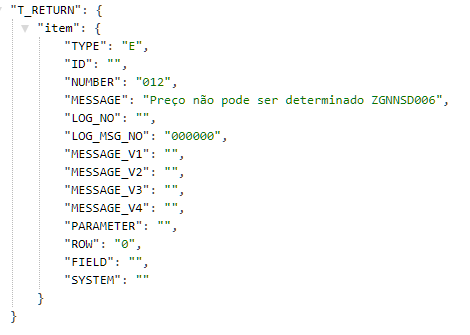 "T_RETURN": {
"item": {
"TYPE": "E",
"ID": "",
"NUMBER": "012",
"MESSAGE": "Preço não pode ser determinado ZGNNSD006",
"LOG_NO": "",
"LOG_MSG_NO": "000000",
"MESSAGE_V1": "",
"MESSAGE_V2": "",
"MESSAGE_V3": "",
"MESSAGE_V4": "",
"PARAMETER": "",
"ROW": "0",
"FIELD": "",
"SYSTEM": ""
}
}